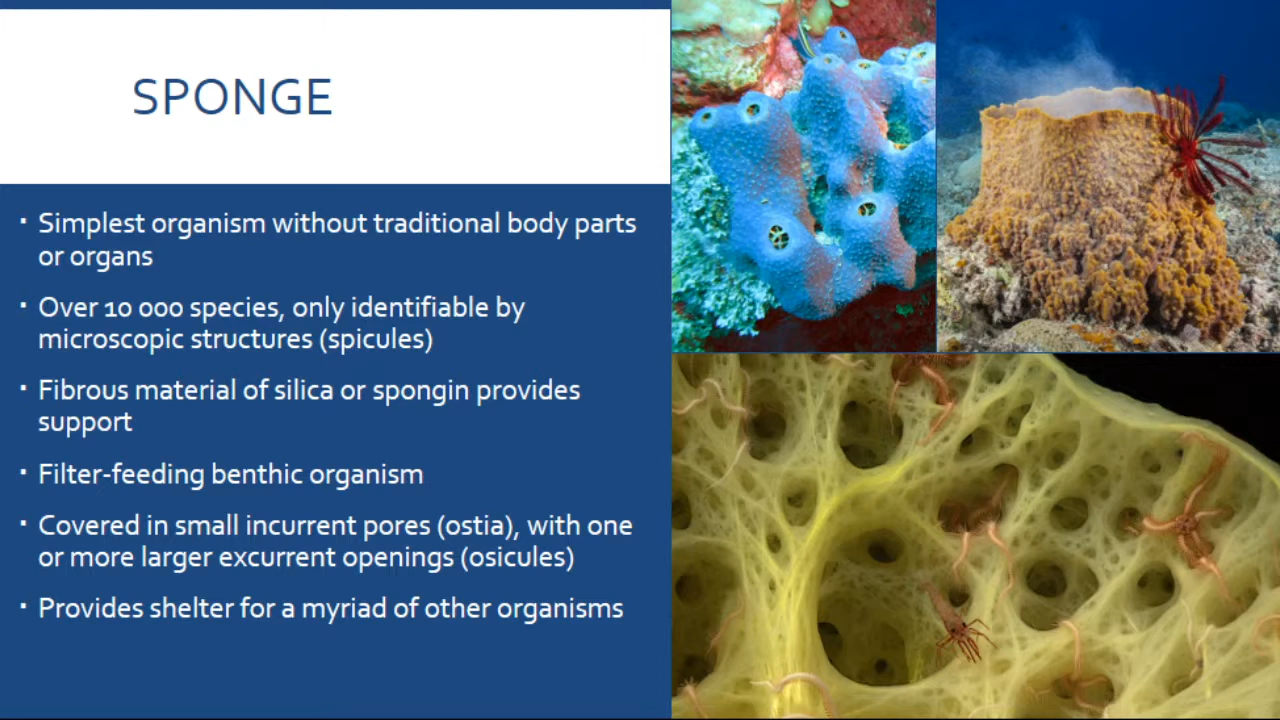 SPONGE
▪ Simplest organism without traditional body parts
or organs
▪ Over 10 000 species, only identifiable by
microscopic structures (spicules)
▪ Fibrous material of silica or spongin provides
support
▪ Filter-feeding benthic organism
▪ Covered in small incurrent pores (ostia), with one
or more larger excurrent openings (osicules)
▪ Provides shelter for a myriad of other organisms